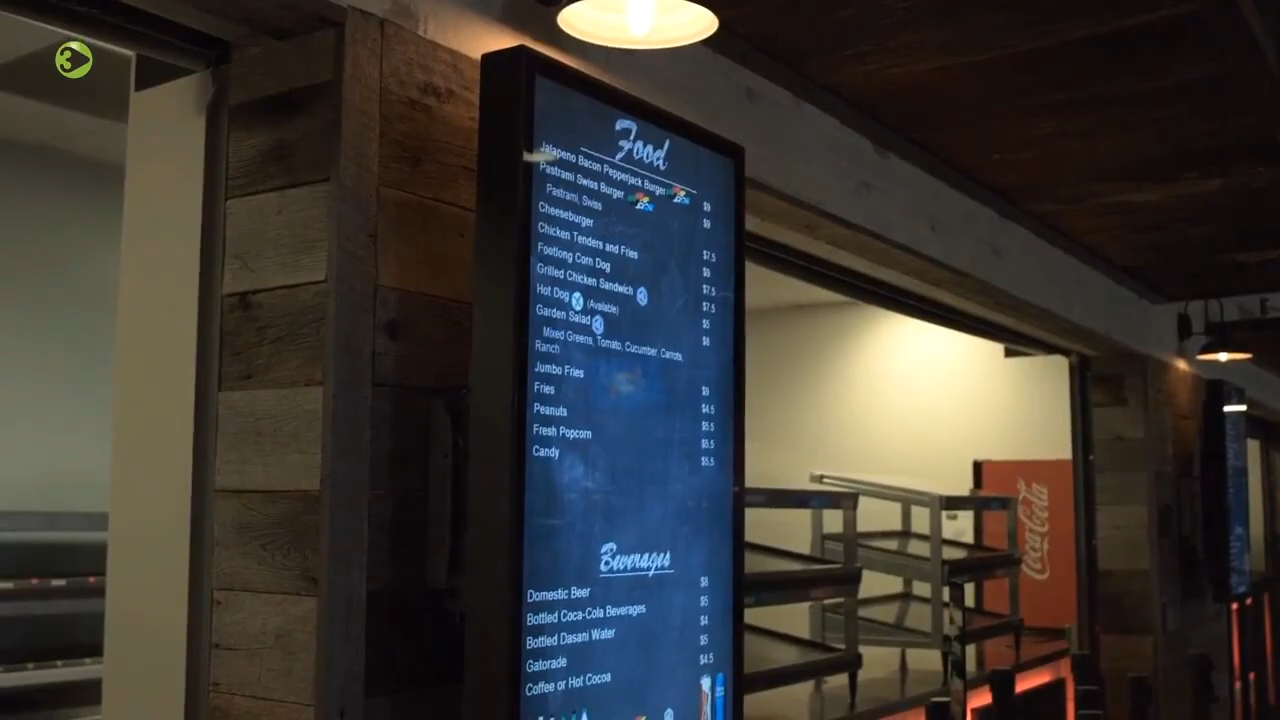 3
Food
Jalapeno Bacon Pepperjack Burger $9
Pastrami Swiss Burger $9
Pastrami, Swiss
Cheeseburger $7.5
Chicken Tenders and Fries $9
Footlong Corn Dog $7.5
Grilled Chicken Sandwich $7.5
Hot Dog (Available) $5
Garden Salad $8
Mixed Greens, Tomato, Cucumber, Carrots,
Ranch
Jumbo Fries $9
Fries $4.5
Peanuts $5.5
Fresh Popcorn $5.5
Candy $5.5
Beverages
Domestic Beer $8
Bottled Coca-Cola Beverages $5
Bottled Dasani Water $4
Gatorade $5
Coffee or Hot Cocoa $4.5
Coca-Cola